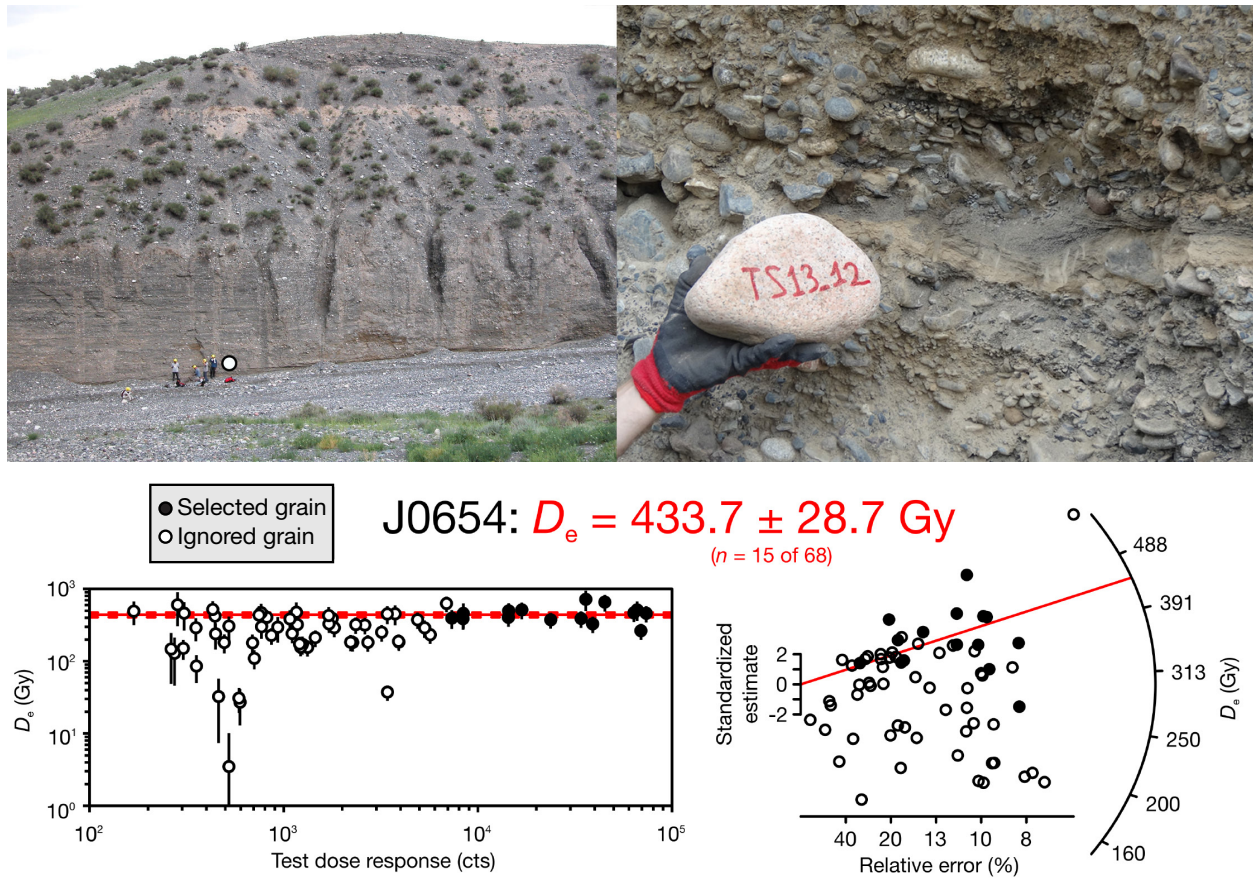 TS13-12
Selected grain
Ignored grain
J0654: Dₑ = 433.7 ± 28.7 Gy
(n = 15 of 68)
10³
10²
10¹
10⁰
Dₑ (Gy)
10²
10³
10⁴
10⁵
Test dose response (cts)
Standardized
estimate
2
0
-2
40
20
13
10
8
Relative error (%)
488
391
313
250
200
160
Dₑ (Gy)